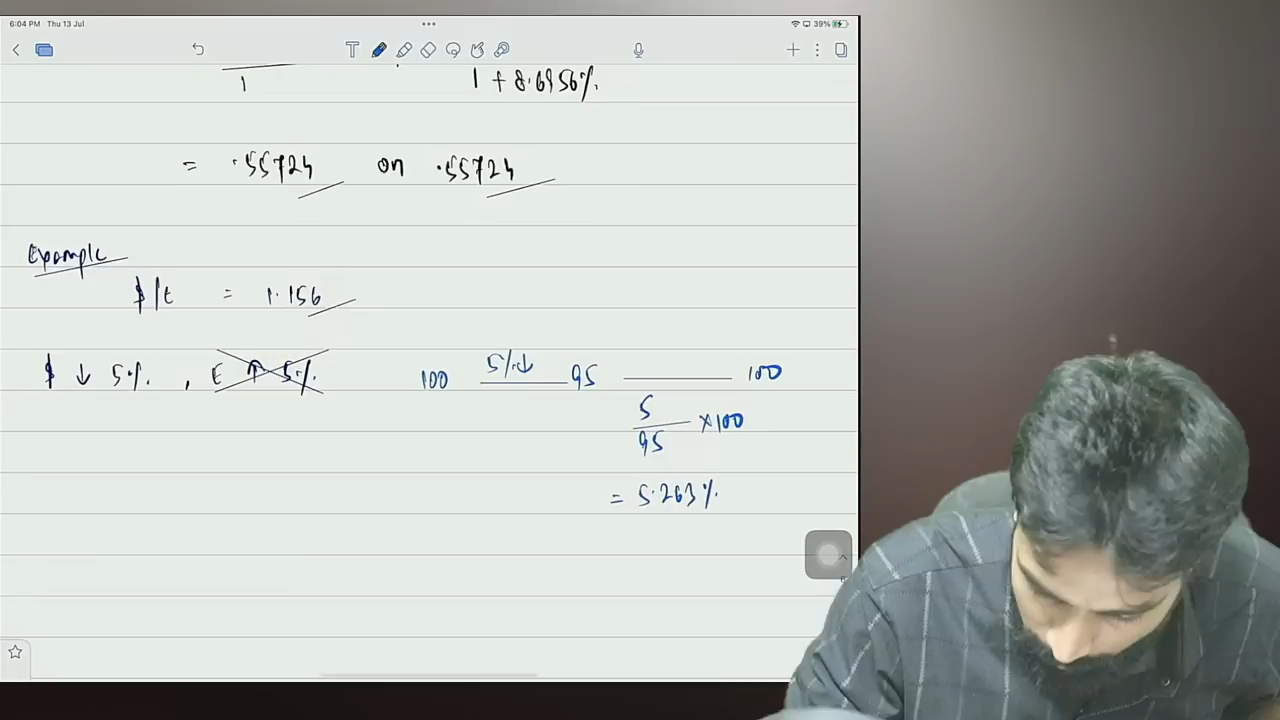 6:04 PM Thu 13 Jul
39%
1
1 + 8.6956%.
= .55724 or .55724
Example
$/€ = 1.156
$ ↓ 5%. , € ↑ 5%.
100 5%↓ 95 100
5
95
×100
= 5.263%.